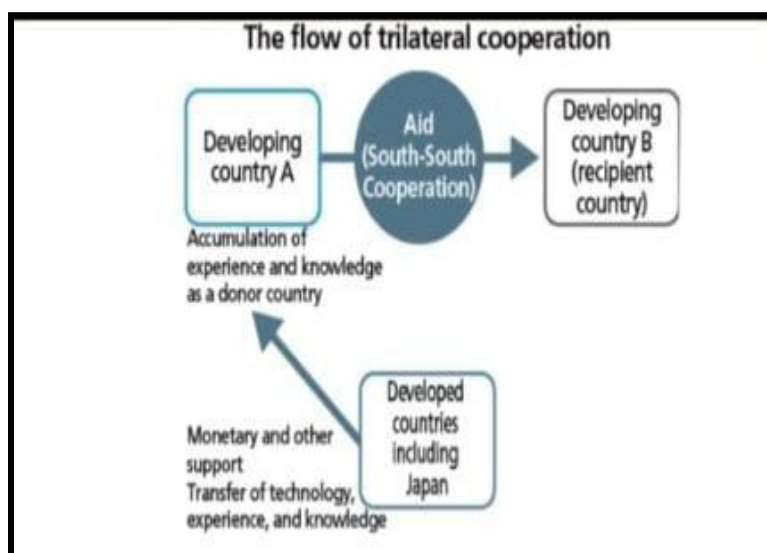 The flow of trilateral cooperation
Developing
country A
Aid
(South-South
Cooperation)
Developing
country B
(recipient
country)
Accumulation of
experience and knowledge
as a donor country
Developed
countries
including
Japan
Monetary and other
support
Transfer of technology,
experience, and knowledge